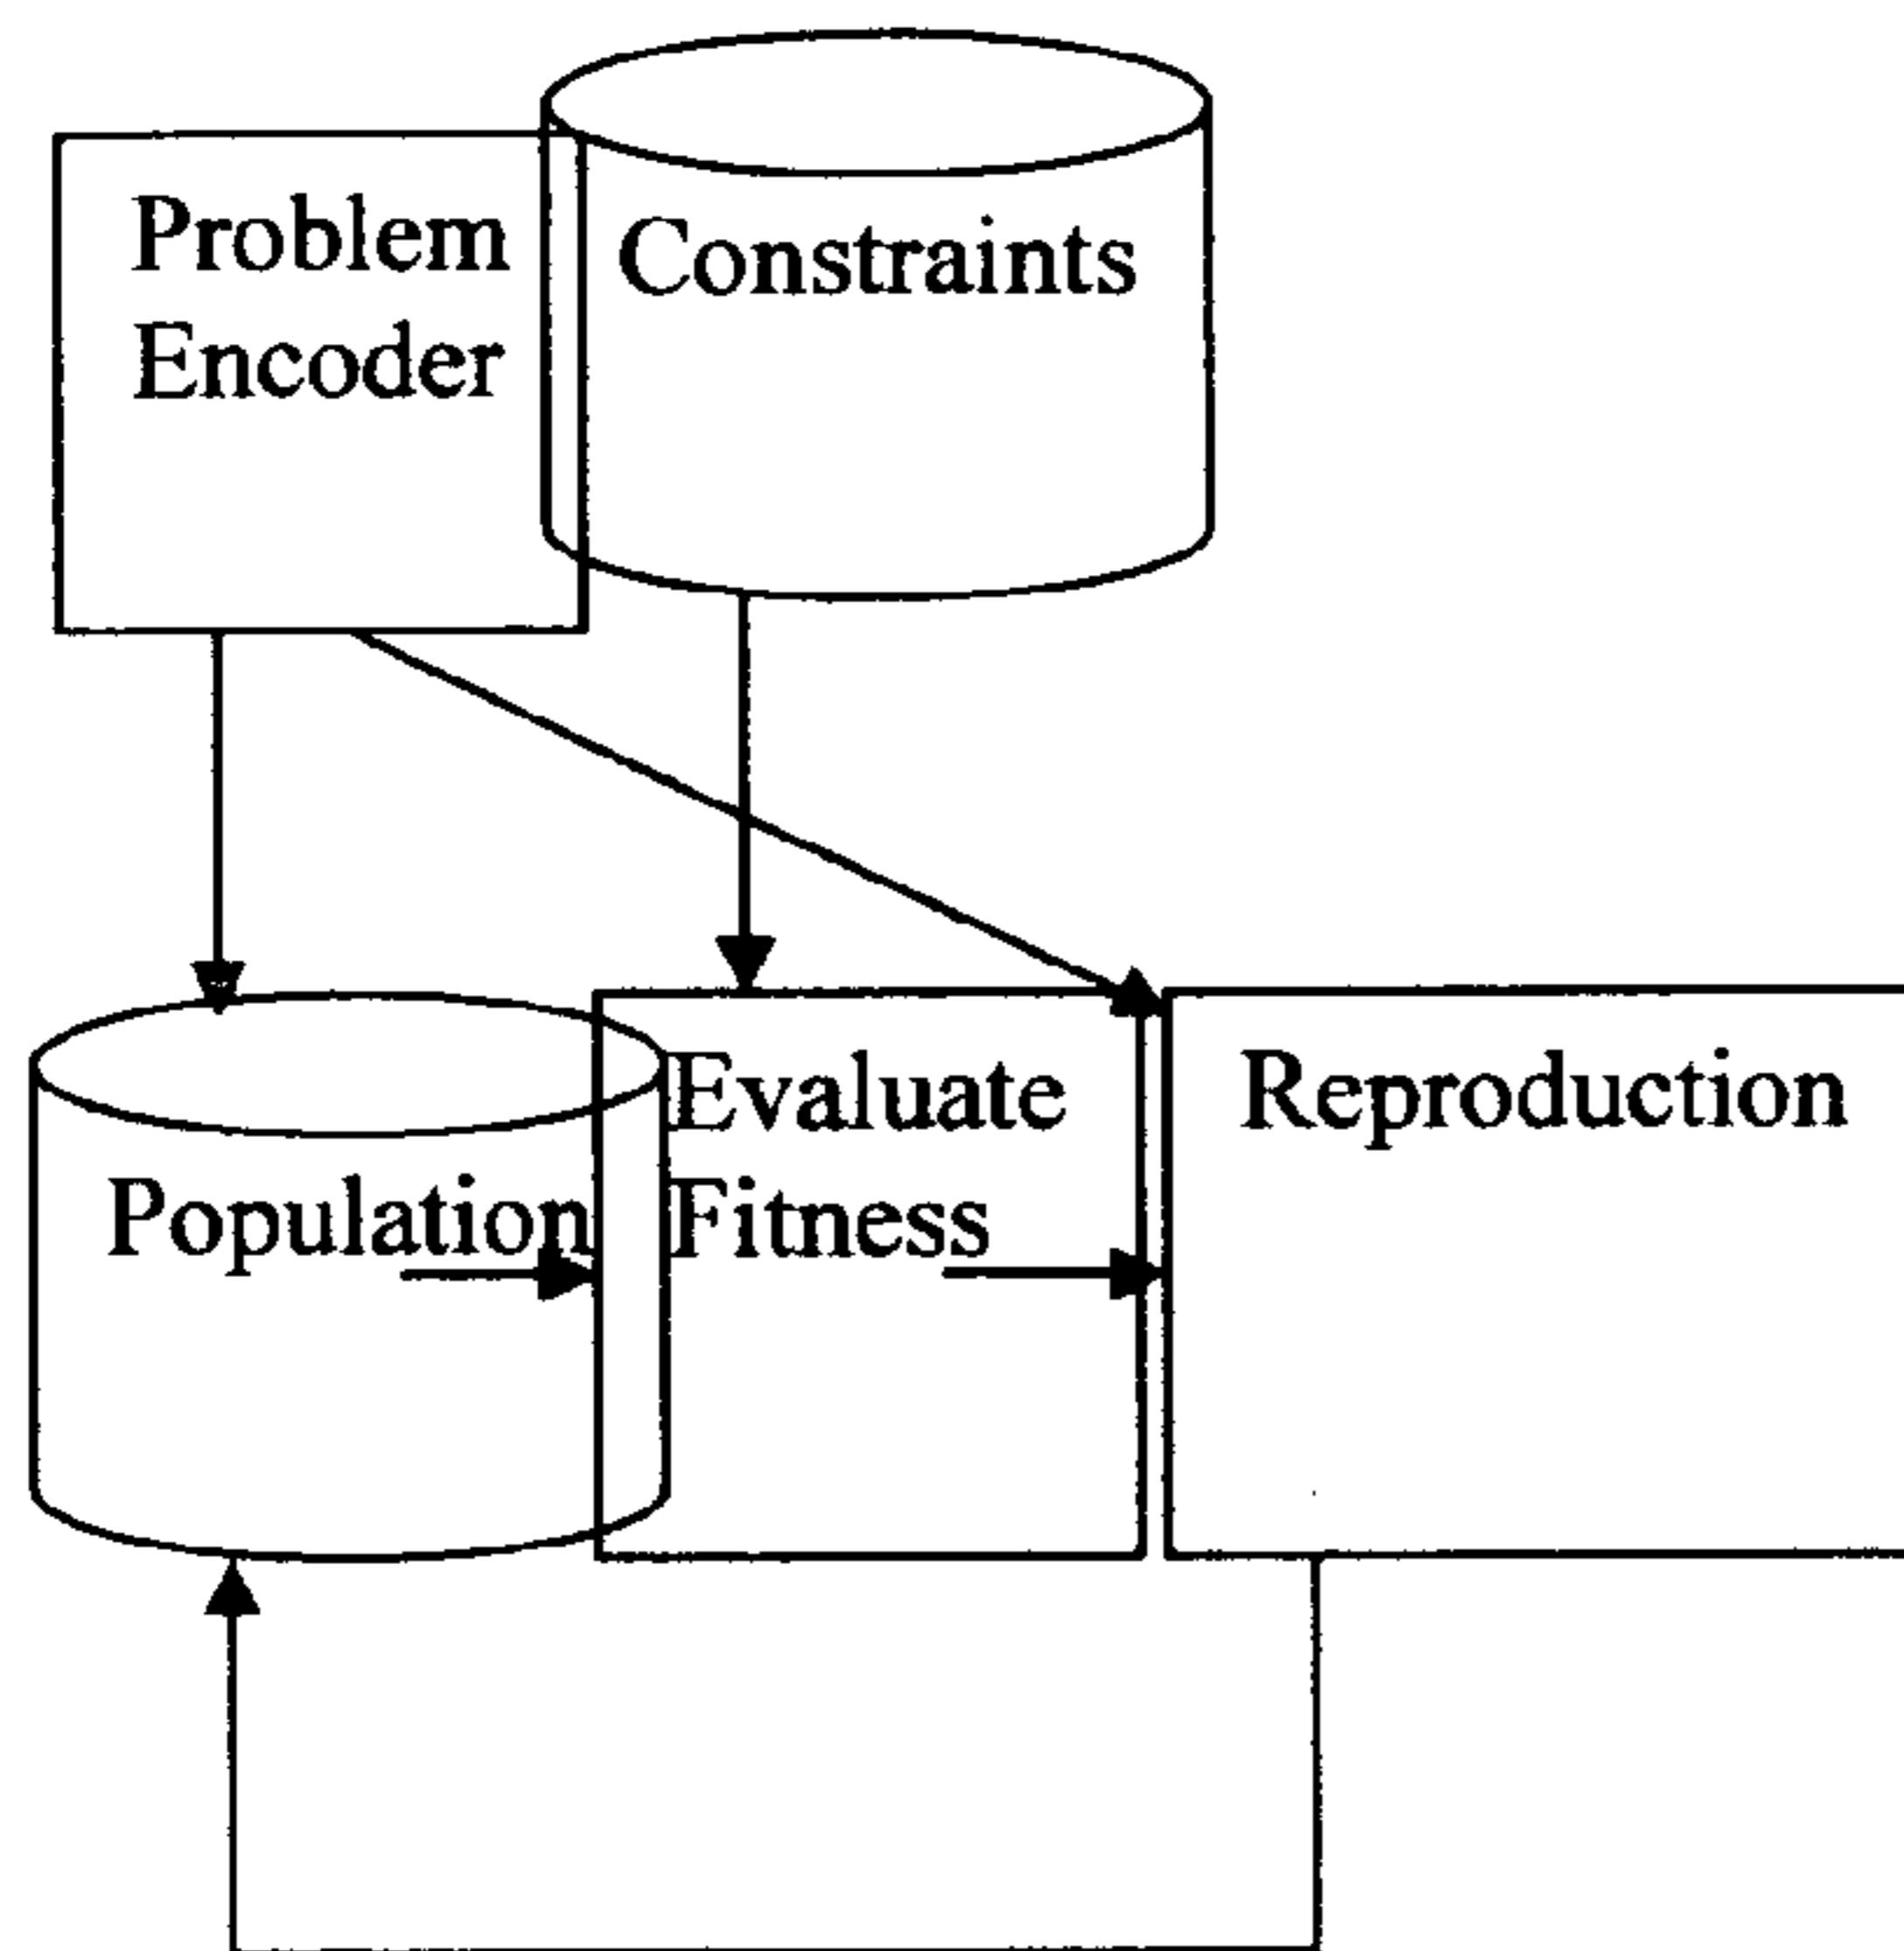 Problem
Encoder
Constraints
Population
Evaluate
Fitness
Reproduction